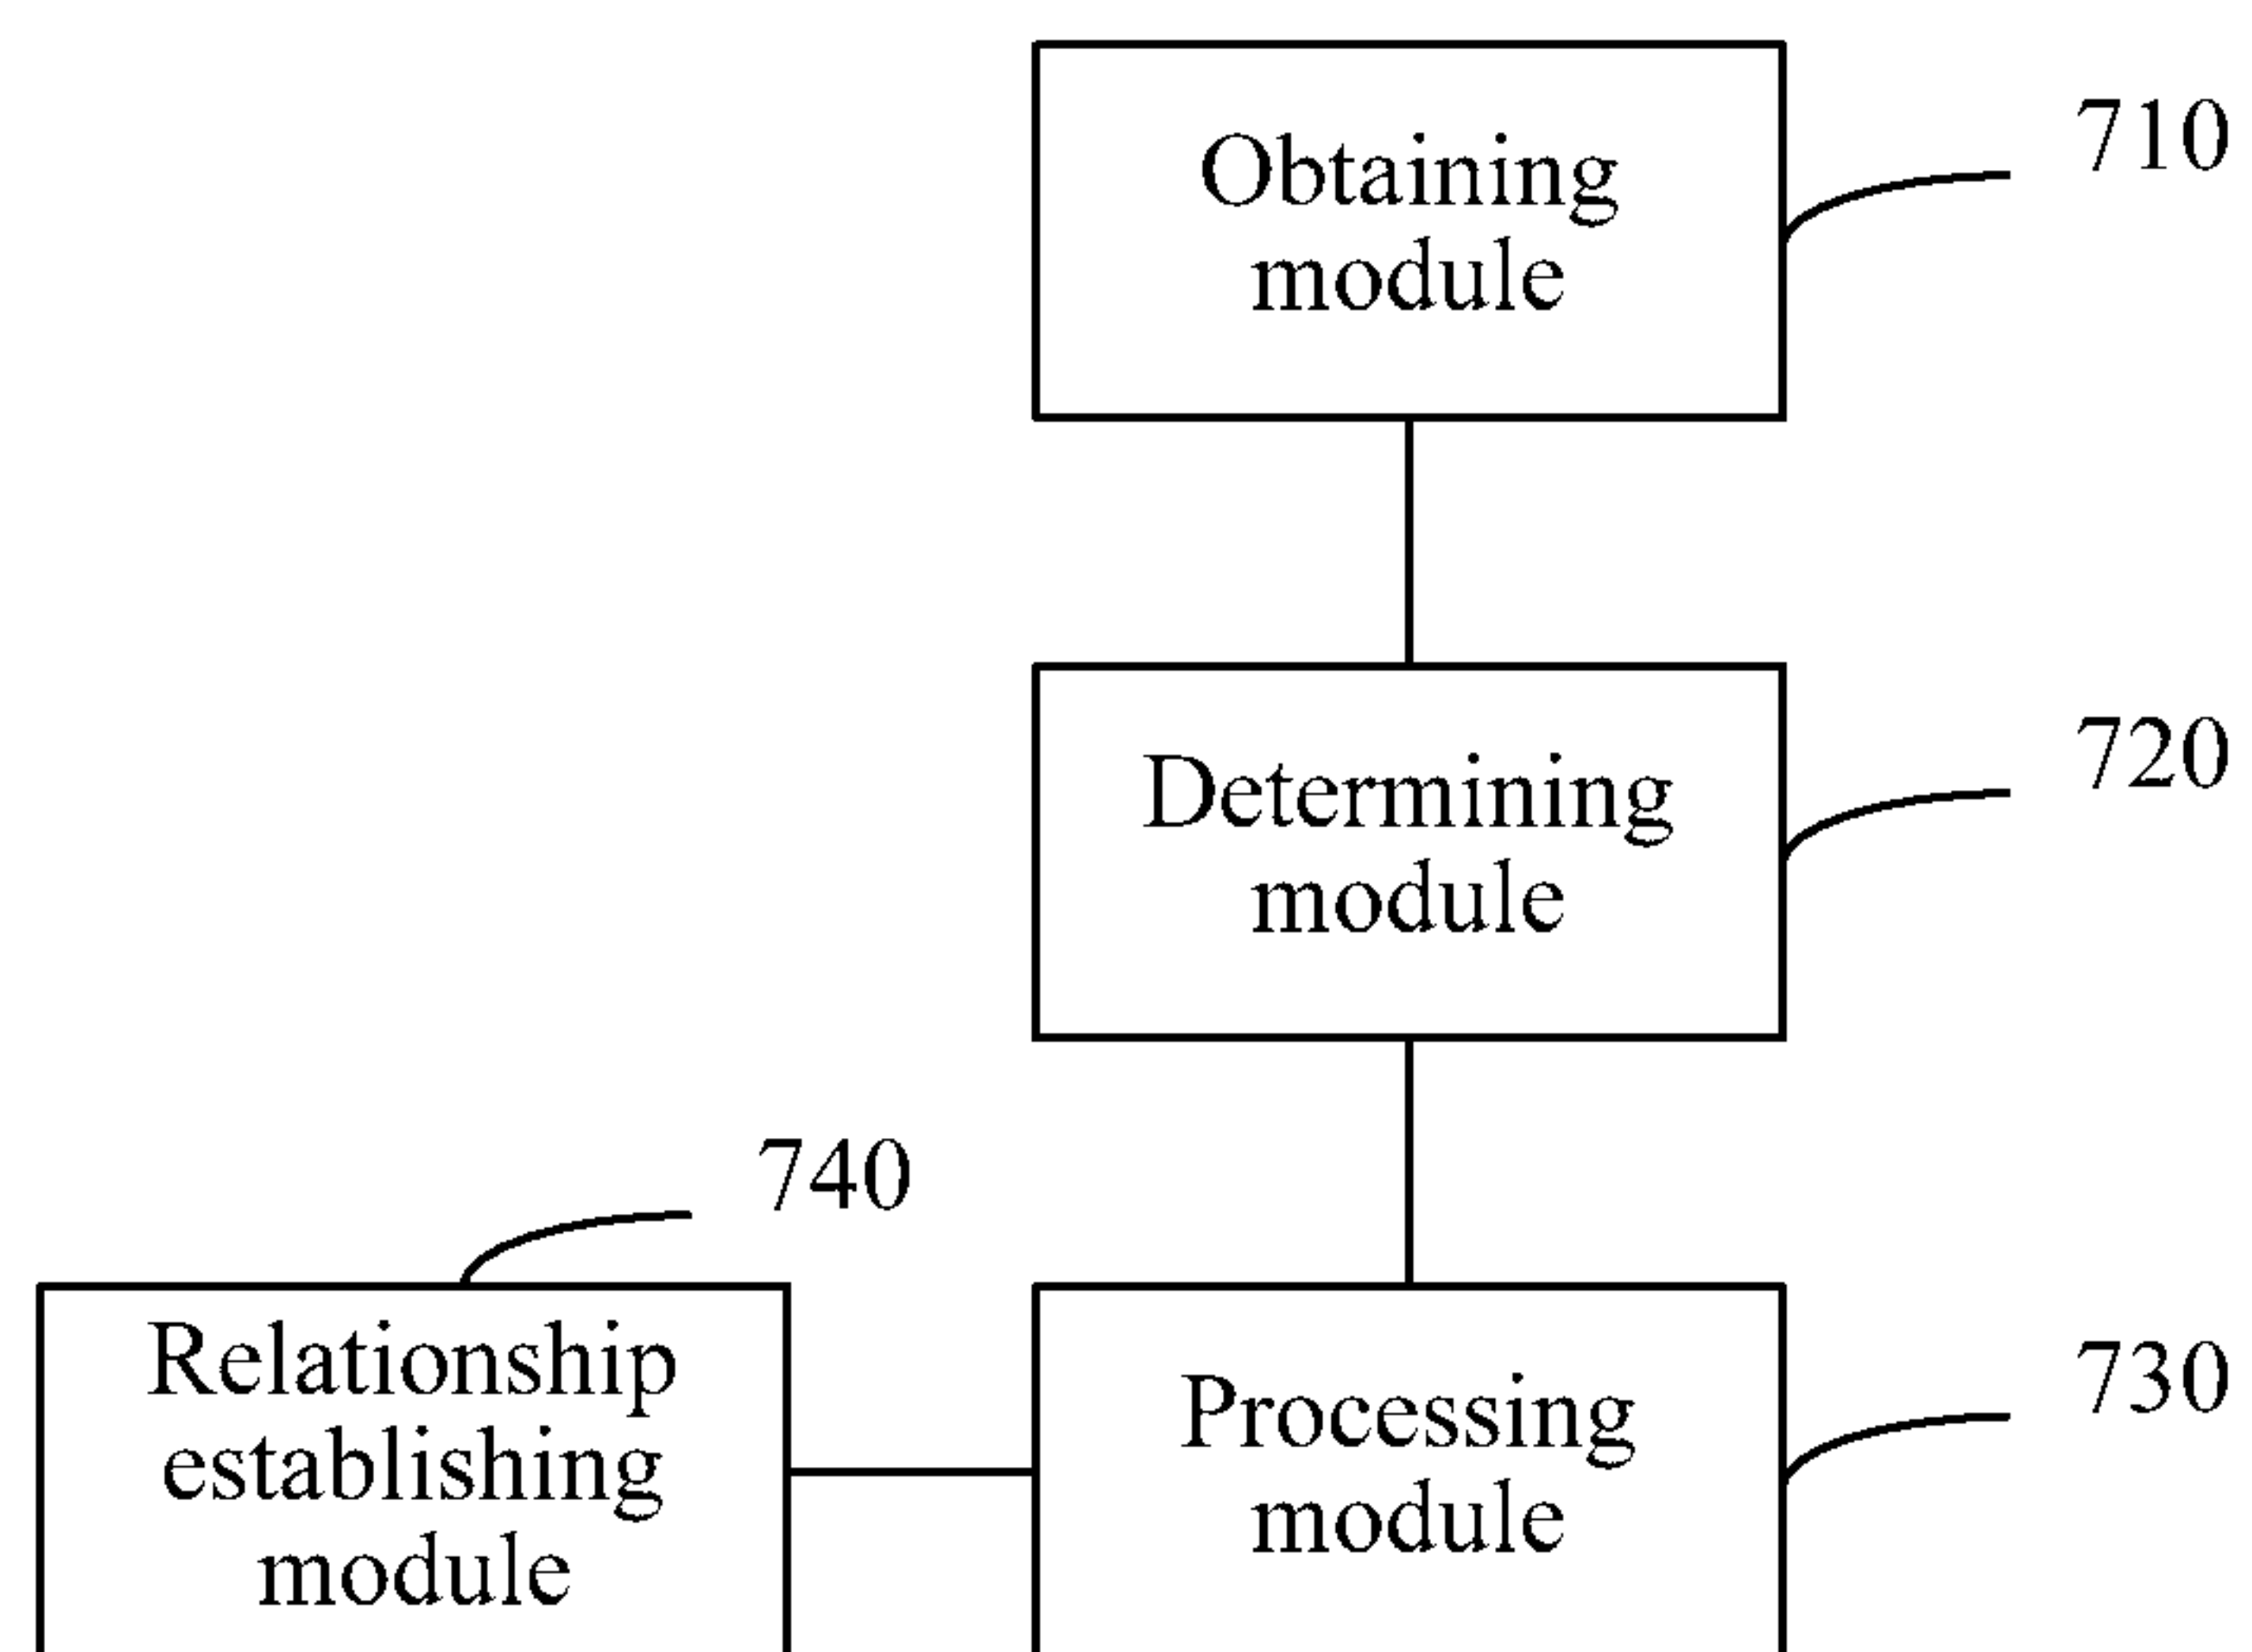 Obtaining
module
710
Determining
module
720
740
Relationship
establishing
module
Processing
module
730